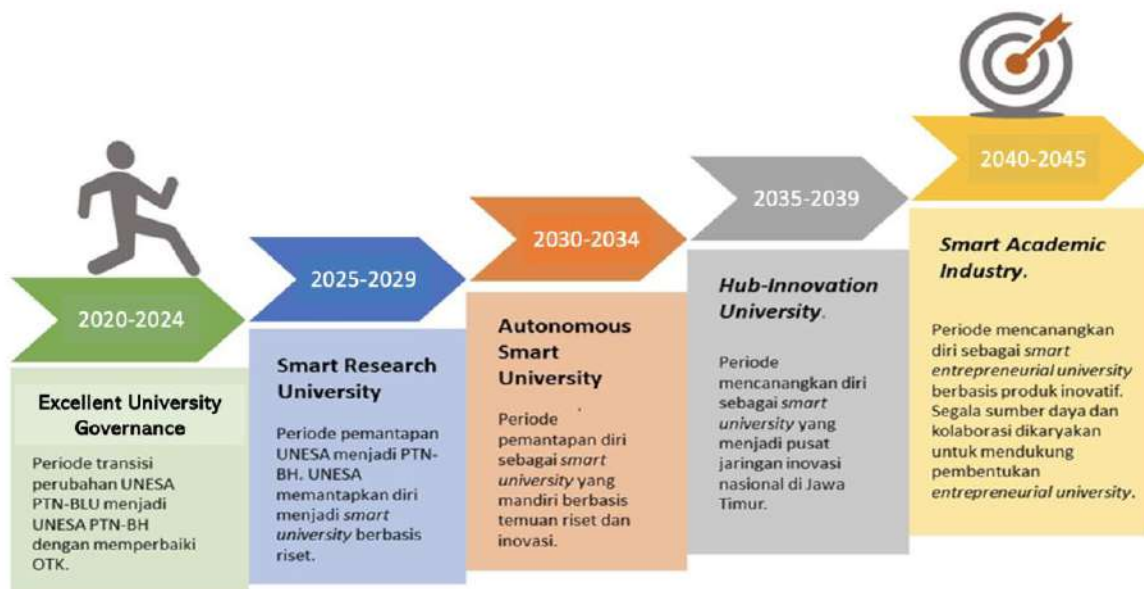 2020-2024
Excellent University
Governance
Periode transisi
perubahan UNESA
PTN-BLU menjadi
UNESA PTN-BH
dengan memperbaiki
OTK.
2025-2029
Smart Research
University
Periode pemantapan
UNESA menjadi PTN-
BH. UNESA
memantapkan diri
menjadi smart
university berbasis
riset.
2030-2034
Autonomous
Smart
University
Periode
pemantapan diri
sebagai smart
university yang
mandiri berbasis
temuan riset dan
inovasi.
2035-2039
Hub-Innovation
University.
Periode
mencanangkan diri
sebagai smart
university yang
menjadi pusat
jaringan inovasi
nasional di Jawa
Timur.
2040-2045
Smart Academic
Industry.
Periode mencanangkan
diri sebagai smart
entrepreneurial university
berbasis produk inovatif.
Segala sumber daya dan
kolaborasi dikaryakan
untuk mendukung
pembentukan
entrepreneurial university.